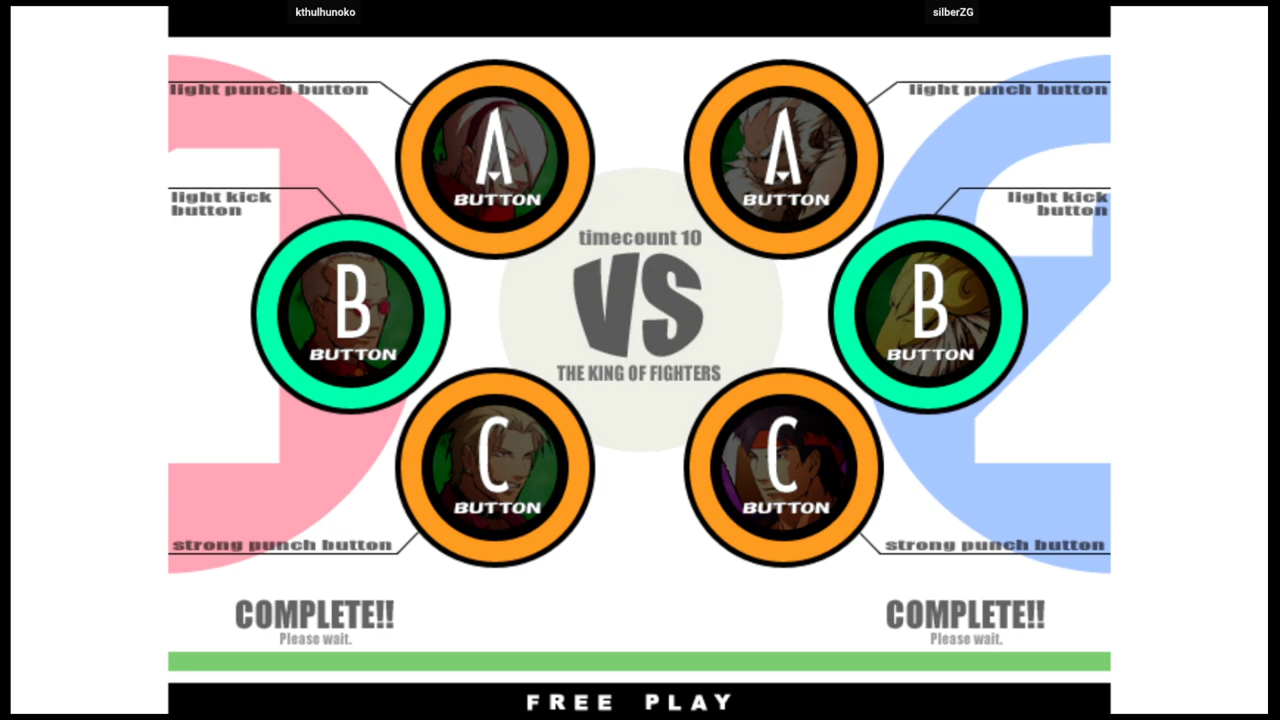 kthulhunoko
silberZG
light punch button
light punch button
A
BUTTON
A
BUTTON
light kick
button
light kick
button
timecount 10
VS
THE KING OF FIGHTERS
B
BUTTON
B
BUTTON
C
BUTTON
C
BUTTON
strong punch button
strong punch button
COMPLETE!!
Please wait.
COMPLETE!!
Please wait.
FREE PLAY